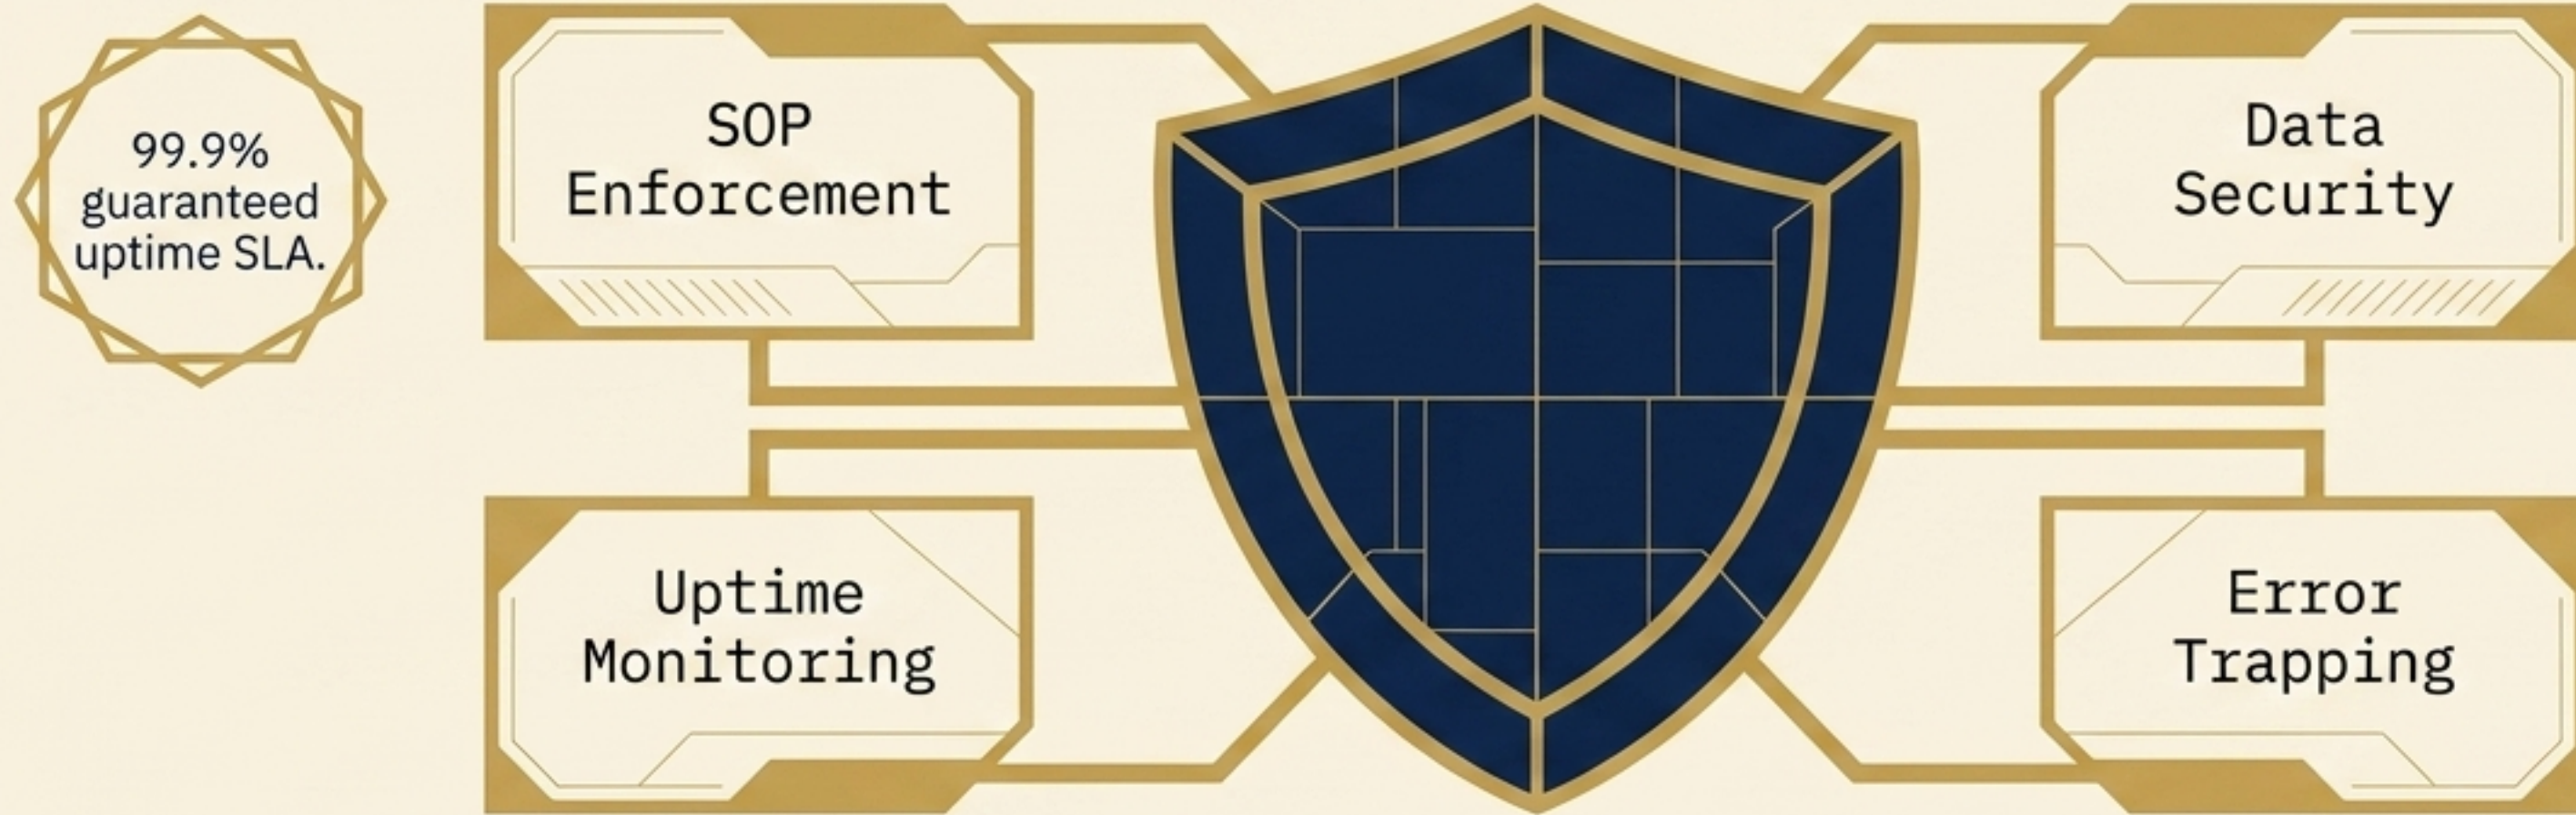 99.9%
guaranteed
uptime SLA.
SOP
Enforcement
Data
Security
Uptime
Monitoring
Error
Trapping